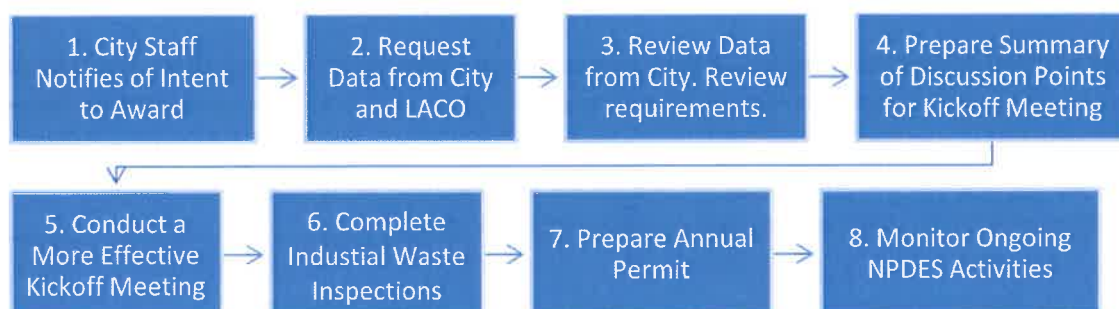 1. City Staff
Notifies of Intent
to Award
2. Request
Data from City
and LACO
3. Review Data
from City. Review
requirements.
4. Prepare Summary
of Discussion Points
for Kickoff Meeting
5. Conduct a
More Effective
Kickoff Meeting
6. Complete
Industial Waste
Inspections
7. Prepare Annual
Permit
8. Monitor Ongoing
NPDES Activities